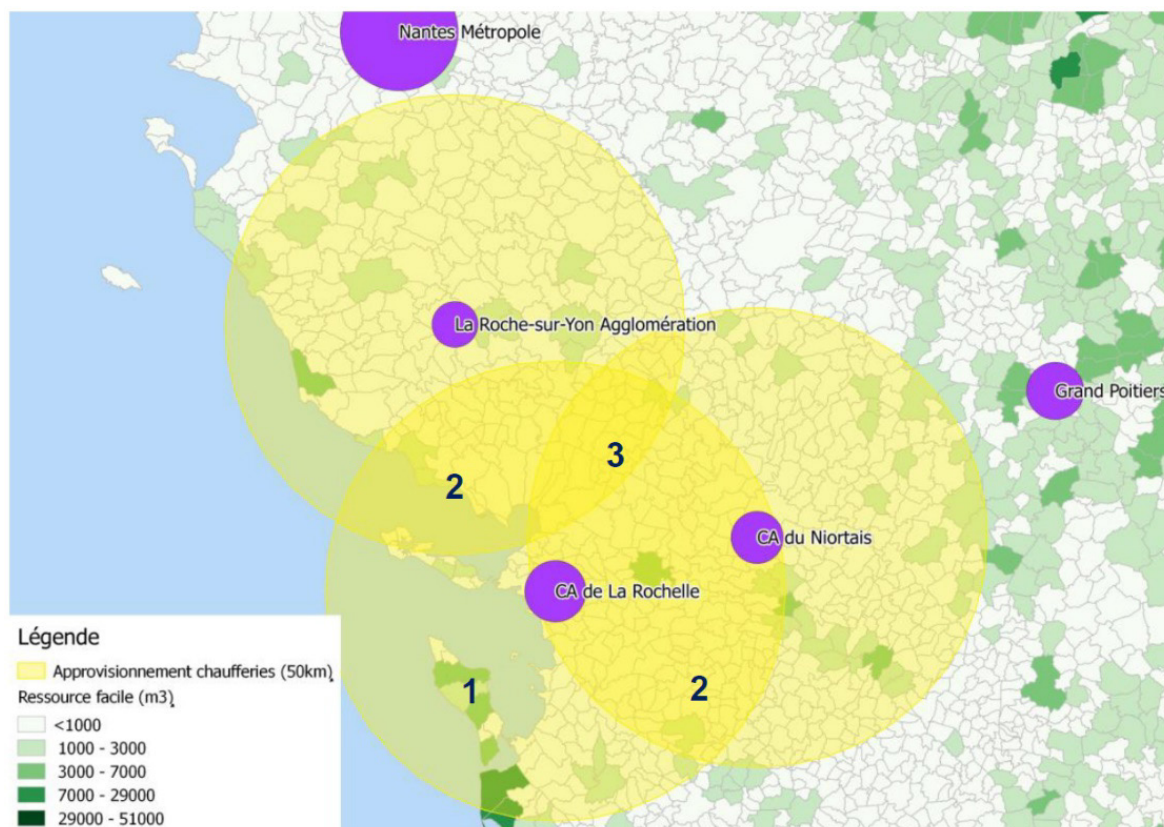 Nantes Métropole
La Roche-sur-Yon Agglomération
Grand Poitiers
3
2
CA du Niortais
CA de La Rochelle
1
2
Légende
Approvisionnement chaufferies (50km)
Ressource facile (m3)
<1000
1000 - 3000
3000 - 7000
7000 - 29000
29000 - 51000